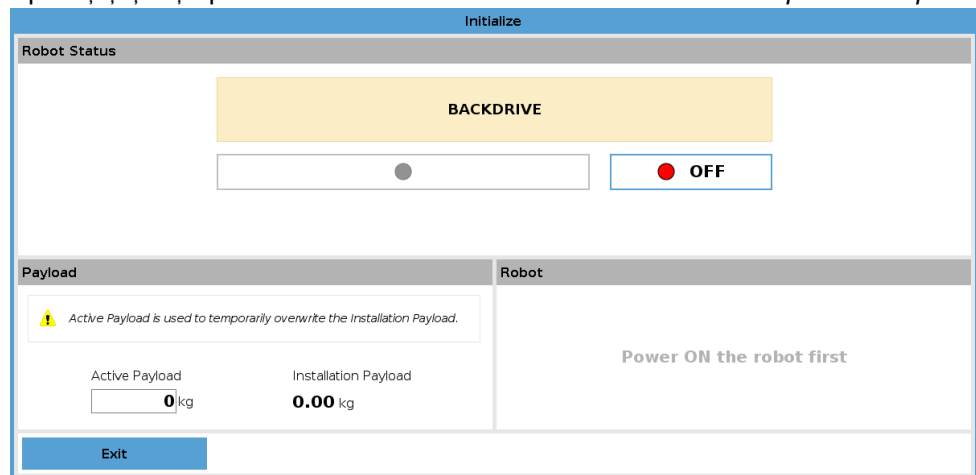 Initialize
Robot Status
BACKDRIVE
OFF
Payload
Active Payload is used to temporarily overwrite the Installation Payload.
Active Payload
Installation Payload
0 kg
0.00 kg
Robot
Power ON the robot first
Exit